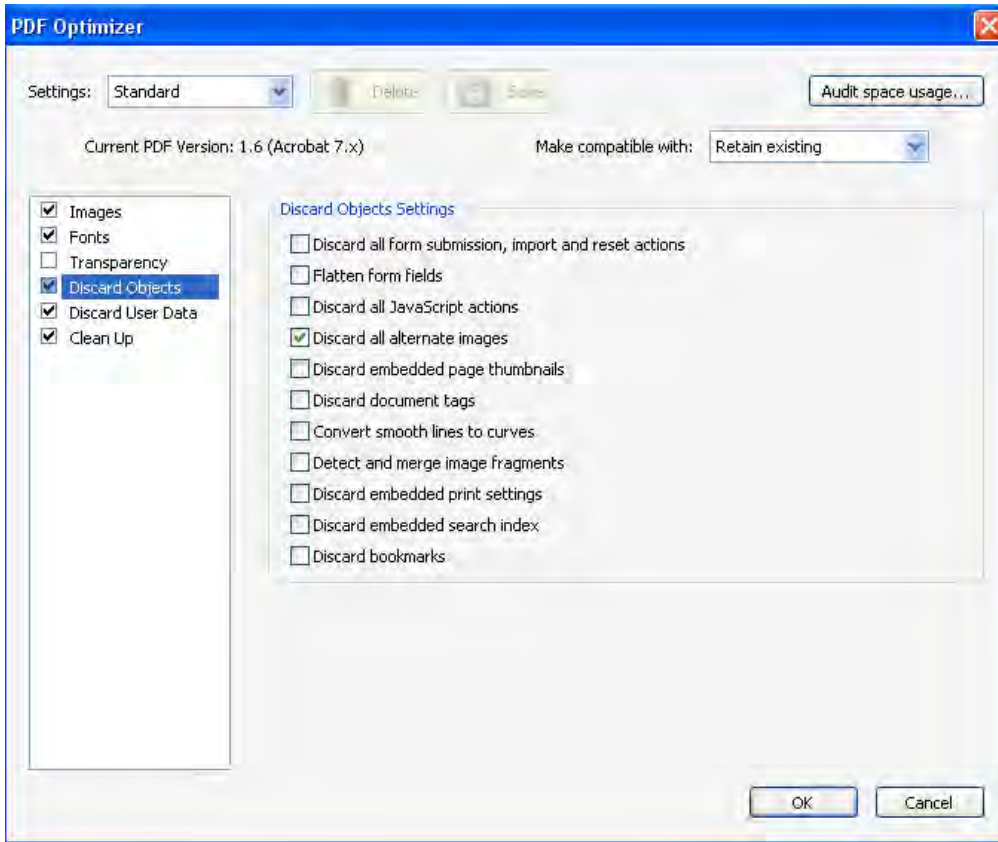 PDF Optimizer
Settings: Standard Delete Save Audit space usage...
Current PDF Version: 1.6 (Acrobat 7.x) Make compatible with: Retain existing
Images
Fonts
Transparency
Discard Objects
Discard User Data
Clean Up
Discard Objects Settings
Discard all form submission, import and reset actions
Flatten form fields
Discard all JavaScript actions
Discard all alternate images
Discard embedded page thumbnails
Discard document tags
Convert smooth lines to curves
Detect and merge image fragments
Discard embedded print settings
Discard embedded search index
Discard bookmarks
OK Cancel